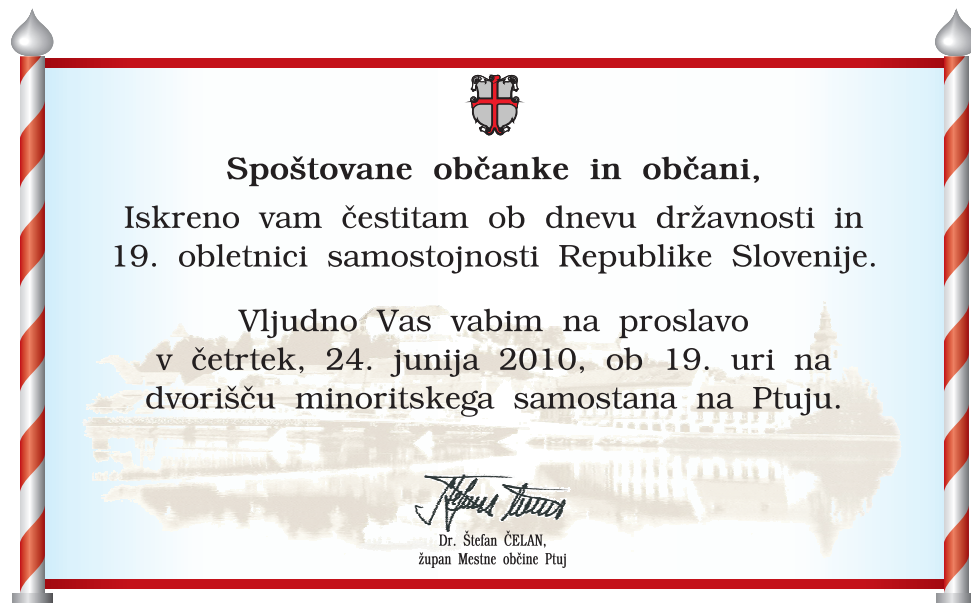 Spoštovane občanke in občani,
Iskreno vam čestitam ob dnevu državnosti in
19. obletnici samostojnosti Republike Slovenije.
Vljudno Vas vabim na proslavo
v četrtek, 24. junija 2010, ob 19. uri na
dvorišču minoritskega samostana na Ptuju.
Dr. Štefan ČELAN,
župan Mestne občine Ptuj